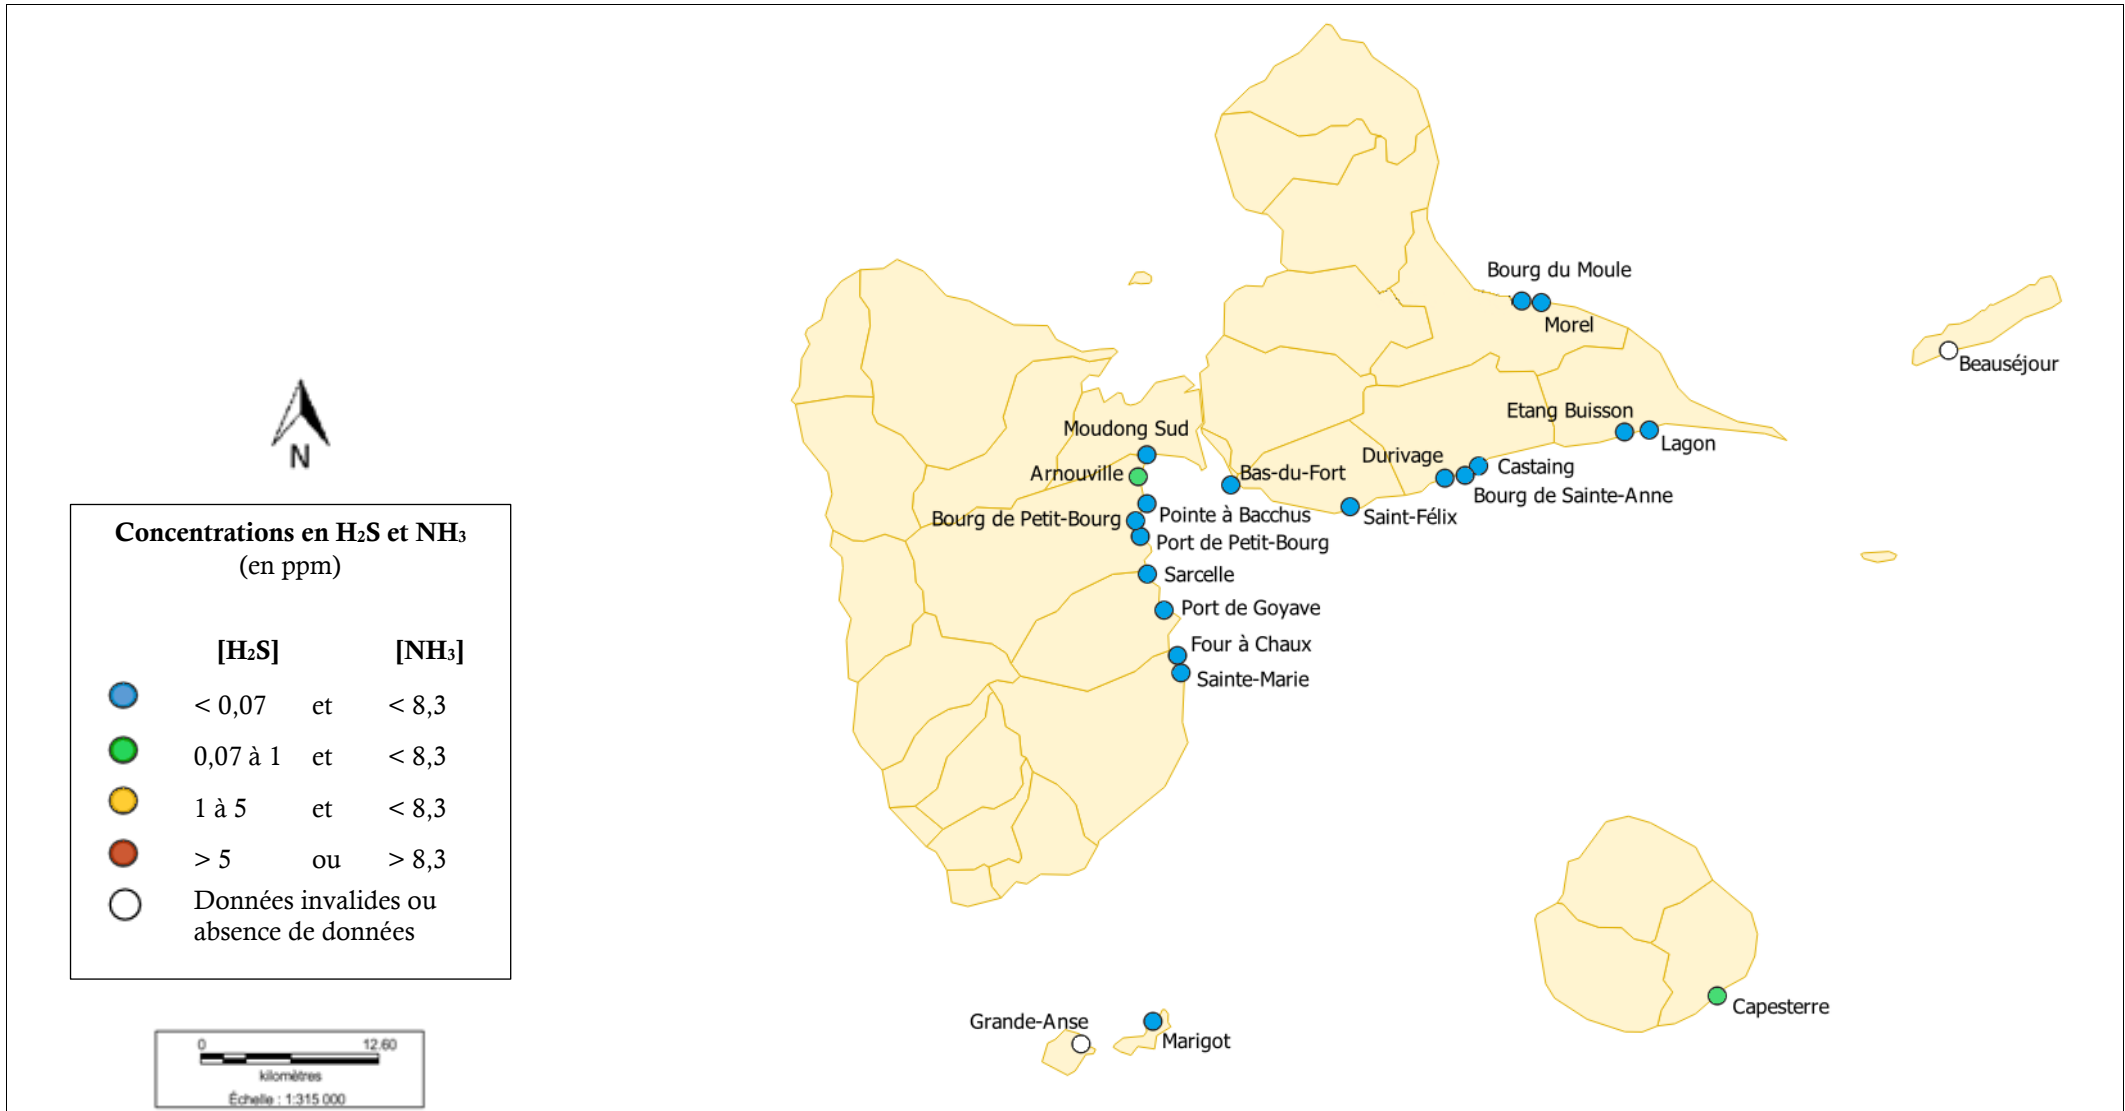 Bourg du Moule
Morel
Beauséjour
Etang Buisson
Lagon
Moudong Sud
Durivage
Castaing
Arnouville
Bas-du-Fort
Bourg de Sainte-Anne
Pointe à Bacchus
Saint-Félix
Bourg de Petit-Bourg
Port de Petit-Bourg
Sarcelle
Port de Goyave
Four à Chaux
Sainte-Marie
Capesterre
Grande-Anse
Marigot
N
Concentrations en H₂S et NH₃
(en ppm)
[H₂S] [NH₃]
< 0,07 et < 8,3
0,07 à 1 et < 8,3
1 à 5 et < 8,3
> 5 ou > 8,3
Données invalides ou
absence de données
0 12.60
kilomètres
Échelle : 1:315 000